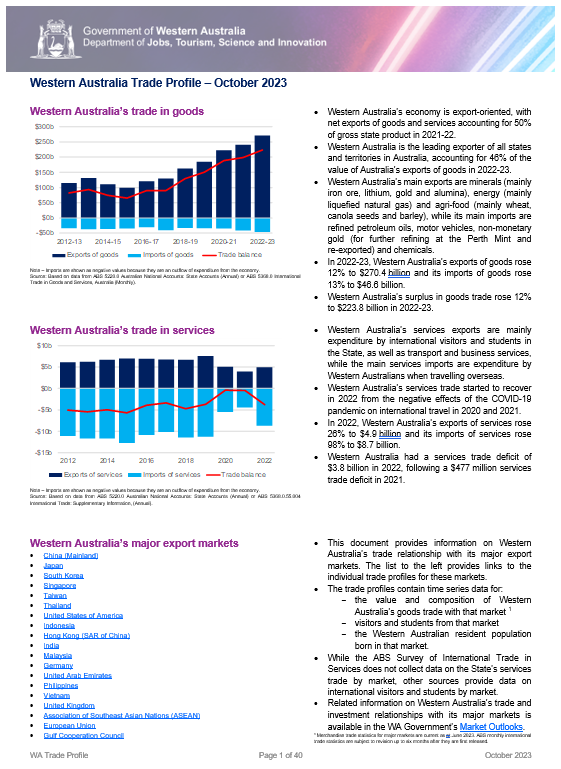 Government of Western Australia
Department of Jobs, Tourism, Science and Innovation
Western Australia Trade Profile – October 2023
Western Australia's trade in goods
$300b
$250b
$200b
$150b
$100b
$50b
$0b
-$50b
2012-13 2014-15 2016-17 2018-19 2020-21 2022-23
Exports of goods Imports of goods Trade balance
Note – Imports are shown as negative values because they are an outflow of expenditure from the economy.
Source: Based on data from ABS 5220.0 Australian National Accounts: State Accounts (Annual) or ABS 5368.0 International
Trade in Goods and Services, Australia (Monthly).
• Western Australia's economy is export-oriented, with
net exports of goods and services accounting for 50%
of gross state product in 2021-22.
• Western Australia is the leading exporter of all states
and territories in Australia, accounting for 46% of the
value of Australia's exports of goods in 2022-23.
• Western Australia's main exports are minerals (mainly
iron ore, lithium, gold and alumina), energy (mainly
liquefied natural gas) and agri-food (mainly wheat,
canola seeds and barley), while its main imports are
refined petroleum oils, motor vehicles, non-monetary
gold (for further refining at the Perth Mint and
re-exported) and chemicals.
• In 2022-23, Western Australia's exports of goods rose
12% to $270.4 billion and its imports of goods rose
13% to $46.6 billion.
• Western Australia's surplus in goods trade rose 12%
to $223.8 billion in 2022-23.
Western Australia's trade in services
$10b
$5b
$0b
-$5b
-$10b
-$15b
2012 2014 2016 2018 2020 2022
Exports of services Imports of services Trade balance
Note – Imports are shown as negative values because they are an outflow of expenditure from the economy.
Source: Based on data from ABS 5220.0 Australian National Accounts: State Accounts (Annual) or ABS 5368.0.55.004
International Trade: Supplementary Information, (Annual).
• Western Australia's services exports are mainly
expenditure by international visitors and students in
the State, as well as transport and business services,
while the main services imports are expenditure by
Western Australians when travelling overseas.
• Western Australia's services trade started to recover
in 2022 from the negative effects of the COVID-19
pandemic on international travel in 2020 and 2021.
• In 2022, Western Australia's exports of services rose
26% to $4.9 billion and its imports of services rose
98% to $8.7 billion.
• Western Australia had a services trade deficit of
$3.8 billion in 2022, following a $477 million services
trade deficit in 2021.
Western Australia's major export markets
• China (Mainland)
• Japan
• South Korea
• Singapore
• Taiwan
• Thailand
• United States of America
• Indonesia
• Hong Kong (SAR of China)
• India
• Malaysia
• Germany
• United Arab Emirates
• Philippines
• Vietnam
• United Kingdom
• Association of Southeast Asian Nations (ASEAN)
• European Union
• Gulf Cooperation Council
• This document provides information on Western
Australia's trade relationship with its major export
markets. The list to the left provides links to the
individual trade profiles for these markets.
• The trade profiles contain time series data for:
– the value and composition of Western
Australia's goods trade with that market 1
– visitors and students from that market
– the Western Australian resident population
born in that market.
• While the ABS Survey of International Trade in
Services does not collect data on the State's services
trade by market, other sources provide data on
international visitors and students by market.
• Related information on Western Australia's trade and
investment relationships with its major markets is
available in the WA Government's Market Outlooks.
1 Merchandise trade statistics for major markets are current as at June 2023. ABS monthly international
trade statistics are subject to revision up to six months after they are first released.
WA Trade Profile Page 1 of 40 October 2023